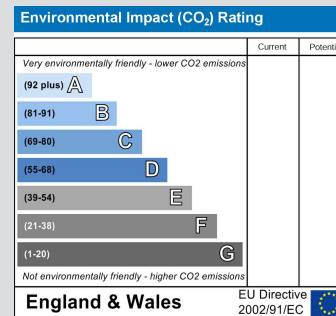 Environmental Impact (CO₂) Rating
Current Potenti
Very environmentally friendly - lower CO2 emissions
(92 plus) A
(81-91) B
(69-80) C
(55-68) D
(39-54) E
(21-38) F
(1-20) G
Not environmentally friendly - higher CO2 emissions
England & Wales
EU Directive
2002/91/EC